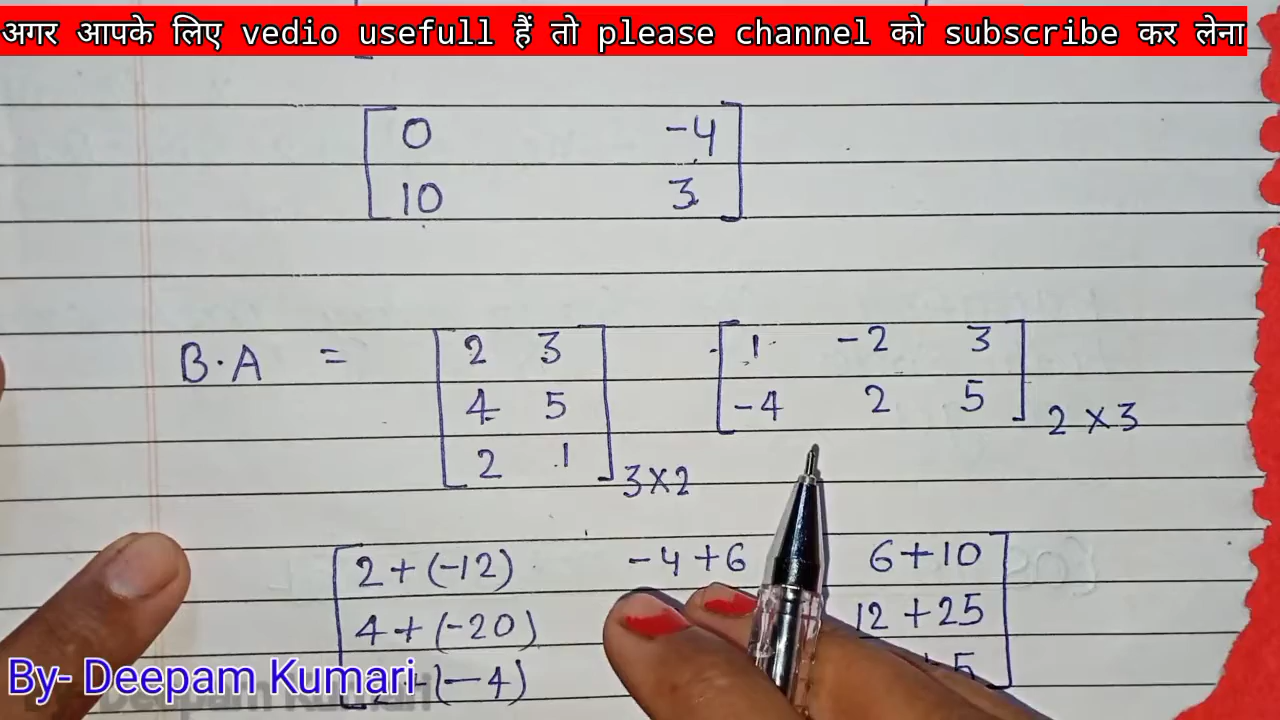 अगर आपके लिए vedio usefull हैं तो please channel को subscribe कर लेना
0 -4
10 3
B.A = 2 3 1 -2 3
4 5 -4 2 5
2 1 3×2 2×3
2+(-12) -4+6 6+10
4+(-20) 12+25
+(-4) +5
By- Deepam Kumari